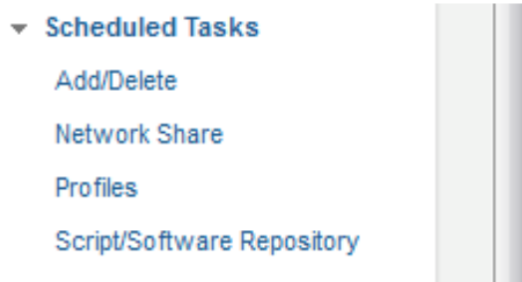 Scheduled Tasks
Add/Delete
Network Share
Profiles
Script/Software Repository